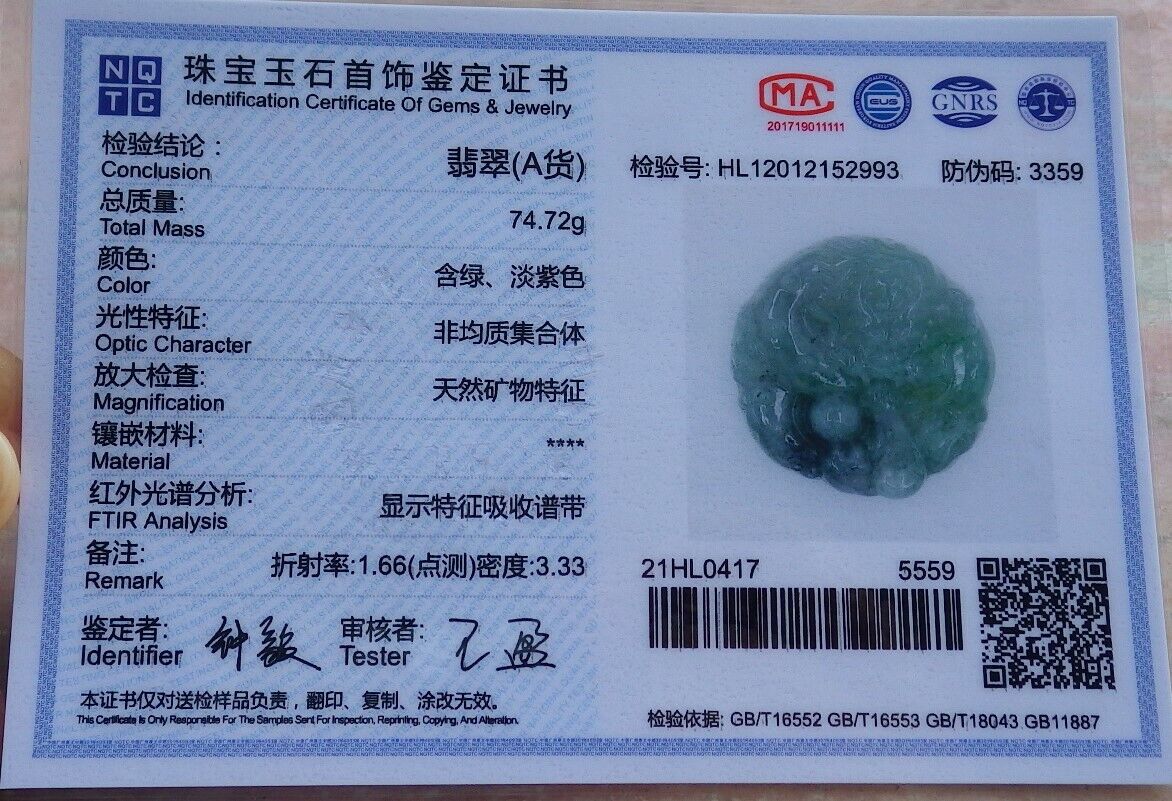 NQ
TC
珠宝玉石首饰鉴定证书
Identification Certificate Of Gems & Jewelry
检验结论：
Conclusion
翡翠(A货)
总质量:
Total Mass
74.72g
颜色:
Color
含绿、淡紫色
光性特征:
Optic Character
非均质集合体
放大检查:
Magnification
天然矿物特征
镶嵌材料:
Material
****
红外光谱分析:
FTIR Analysis
显示特征吸收谱带
备注:
Remark
折射率:1.66(点测)密度:3.33
鉴定者:
Identifier
审核者:
Tester
本证书仅对送检样品负责，翻印、复制、涂改无效。
This Certificate Is Only Responsible For The Samples Sent For Inspection, Reprinting, Copying, And Alteration.
MA
201719011111
GNRS
检验号: HL12012152993
防伪码: 3359
21HL0417
5559
检验依据: GB/T16552 GB/T16553 GB/T18043 GB11887